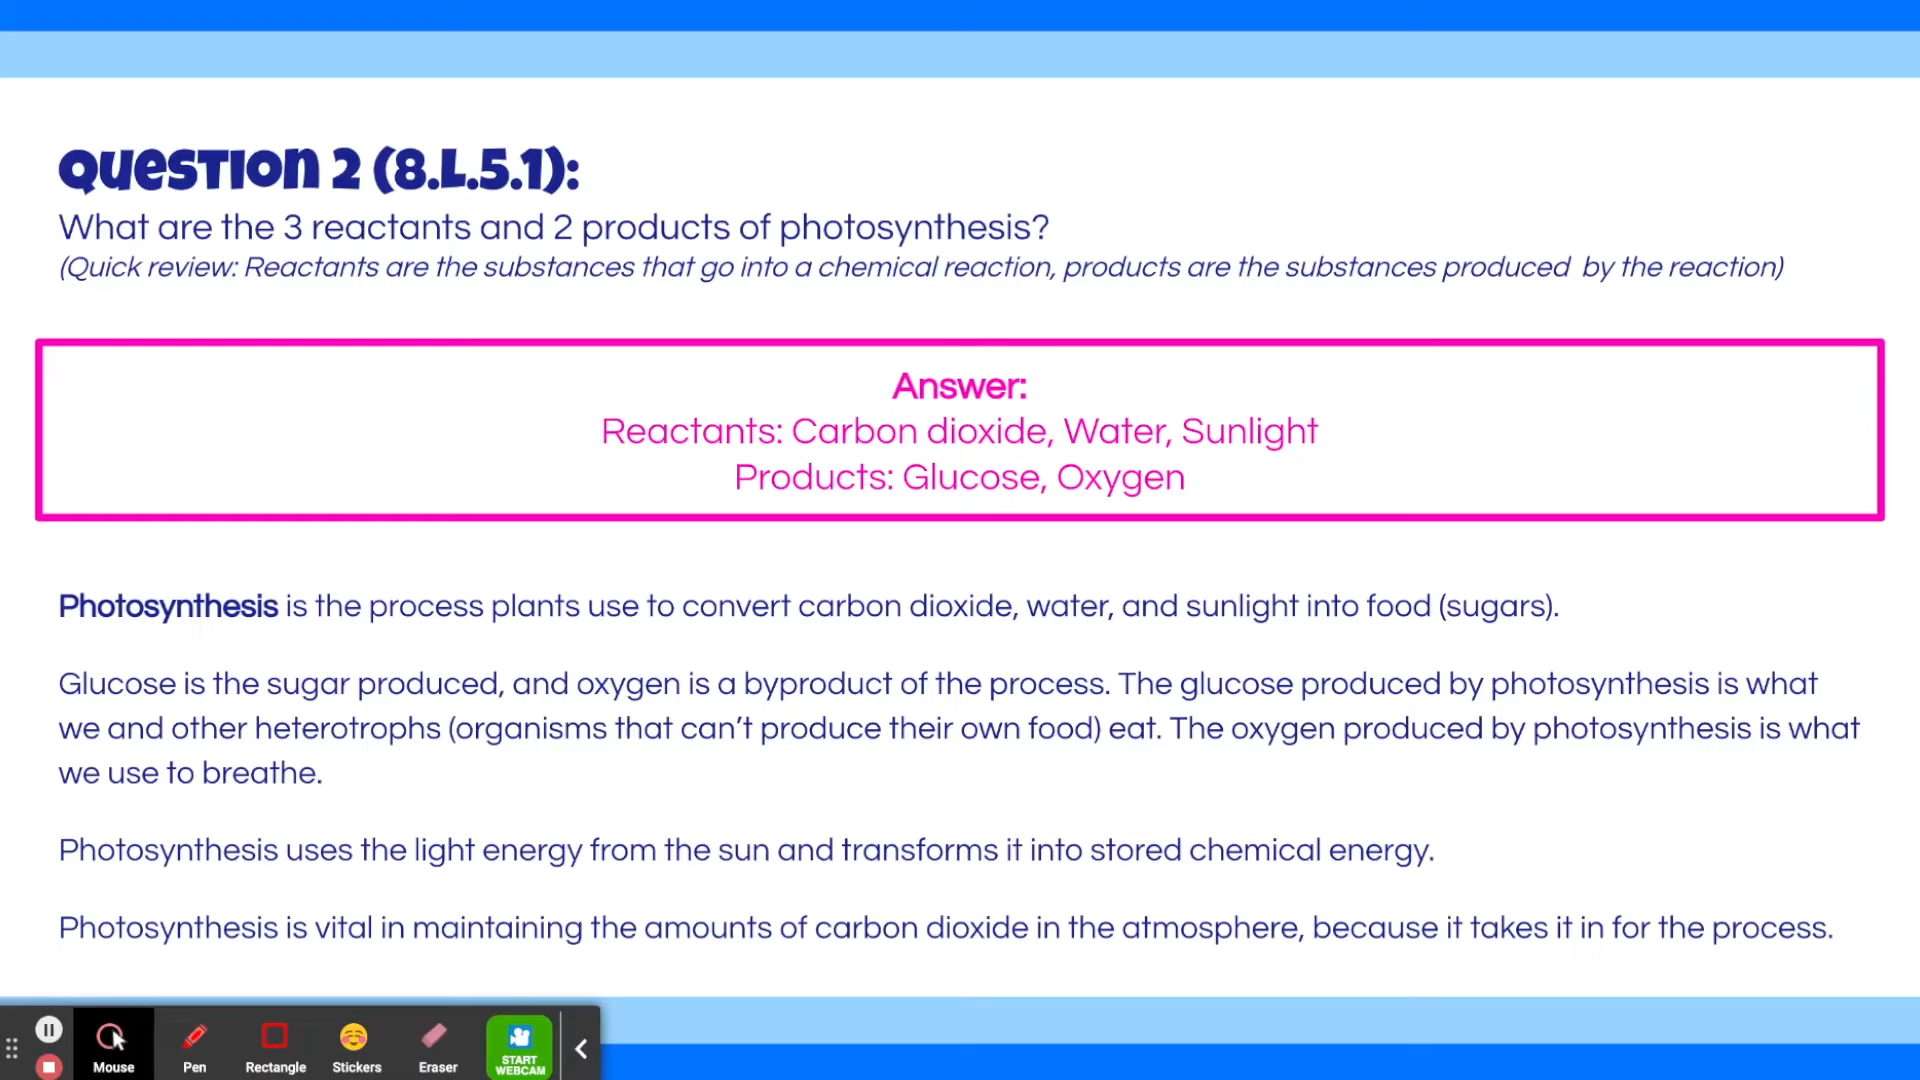 Question 2 (8.L.5.1):
What are the 3 reactants and 2 products of photosynthesis?
(Quick review: Reactants are the substances that go into a chemical reaction, products are the substances produced by the reaction)
Answer:
Reactants: Carbon dioxide, Water, Sunlight
Products: Glucose, Oxygen
Photosynthesis is the process plants use to convert carbon dioxide, water, and sunlight into food (sugars).
Glucose is the sugar produced, and oxygen is a byproduct of the process. The glucose produced by photosynthesis is what
we and other heterotrophs (organisms that can’t produce their own food) eat. The oxygen produced by photosynthesis is what
we use to breathe.
Photosynthesis uses the light energy from the sun and transforms it into stored chemical energy.
Photosynthesis is vital in maintaining the amounts of carbon dioxide in the atmosphere, because it takes it in for the process.
Mouse Pen Rectangle Stickers Eraser START
WEBCAM